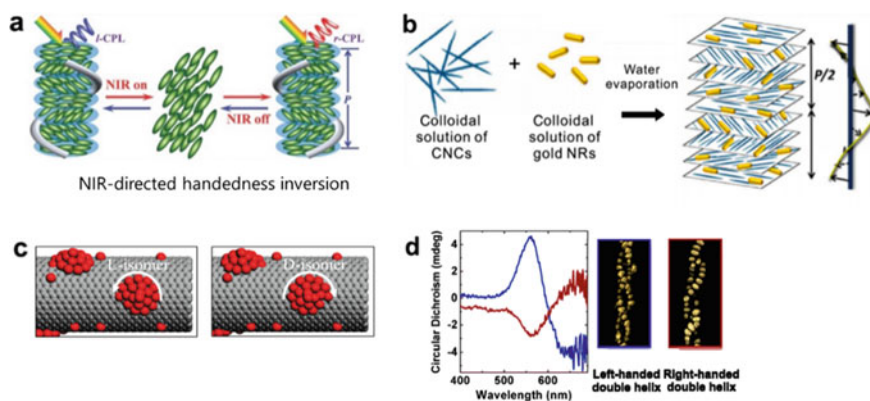 a
l-CPL
r-CPL
NIR on
NIR off
P
NIR-directed handedness inversion
b
+
Colloidal
solution of
CNCs
Colloidal
solution of
gold NRs
Water
evaporation
P/2
c
L-isomer
D-isomer
d
Circular Dichroism (mdeg)
4
2
0
-2
-4
400
500
600
Wavelength (nm)
Left-handed
double helix
Right-handed
double helix